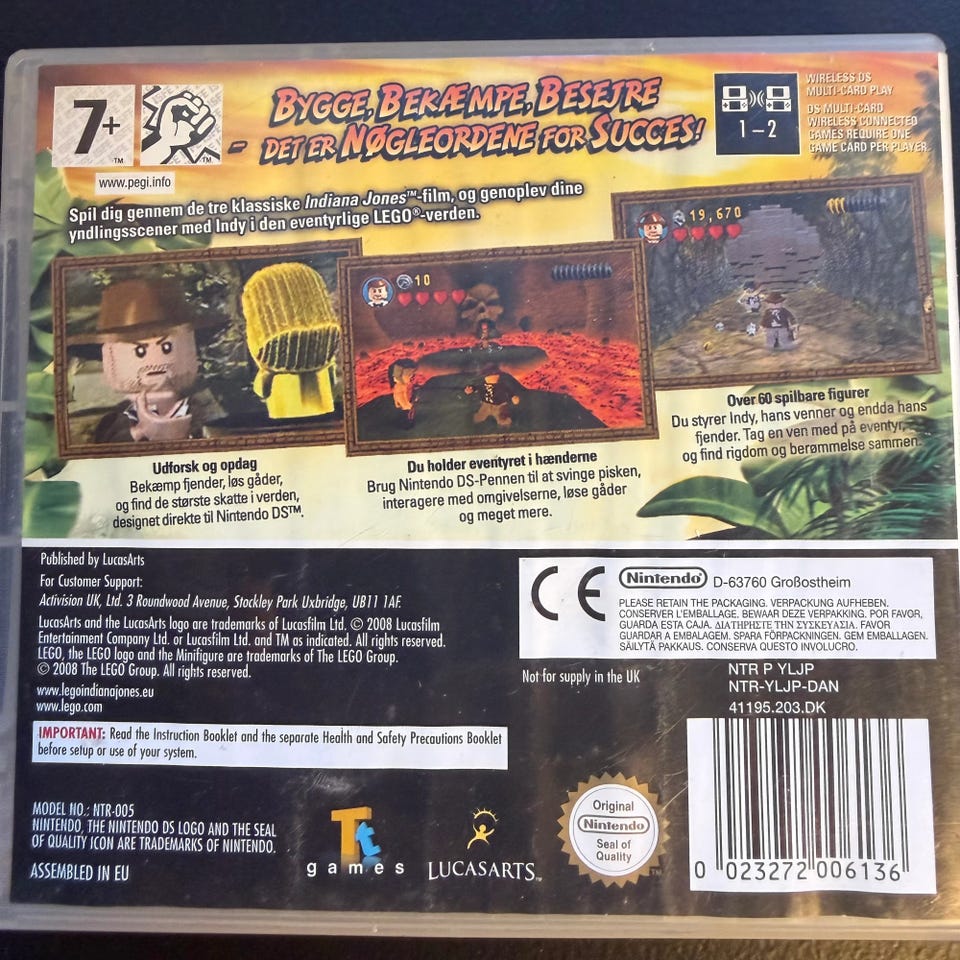 7+
TM
TM
www.pegi.info
BYGGE, BEKÆMPE, BESEJRE
- DET ER NØGLEORDENE FOR SUCCES!
1-2
WIRELESS DS
MULTI-CARD PLAY
DS MULTI-CARD
WIRELESS CONNECTED
GAMES REQUIRE ONE
GAME CARD PER PLAYER.
Spil dig gennem de tre klassiske Indiana Jones™-film, og genoplev dine
yndlingsscener med Indy i den eventyrlige LEGO®-verden.
10
19,670
Udforsk og opdag
Bekæmp fjender, løs gåder,
og find de største skatte i verden,
designet direkte til Nintendo DS™.
Du holder eventyret i hænderne
Brug Nintendo DS-Pennen til at svinge pisken,
interagere med omgivelserne, løse gåder
og meget mere.
Over 60 spilbare figurer
Du styrer Indy, hans venner og endda hans
fjender. Tag en ven med på eventyr,
og find rigdom og berømmelse sammen.
Published by LucasArts
For Customer Support:
Activision UK, Ltd. 3 Roundwood Avenue, Stockley Park Uxbridge, UB11 1AF.
LucasArts and the LucasArts logo are trademarks of Lucasfilm Ltd. © 2008 Lucasfilm
Entertainment Company Ltd. or Lucasfilm Ltd. and TM as indicated. All rights reserved.
LEGO, the LEGO logo and the Minifigure are trademarks of The LEGO Group.
© 2008 The LEGO Group. All rights reserved.
www.legoindianajones.eu
www.lego.com
CE
Nintendo D-63760 Großostheim
PLEASE RETAIN THE PACKAGING. VERPACKUNG AUFHEBEN.
CONSERVER L'EMBALLAGE. BEWAAR DEZE VERPAKKING. POR FAVOR,
GUARDA ESTA CAJA. ΔΙΑΤΗΡΗΣΤΕ ΤΗΝ ΣΥΣΚΕΥΑΣΙΑ. FAVOR
GUARDAR A EMBALAGEM. SPARA FÖRPACKNINGEN. GEM EMBALLAGEN.
SÄILYTÄ PAKKAUS. CONSERVA QUESTO INVOLUCRO.
Not for supply in the UK
NTR P YLJP
NTR-YLJP-DAN
41195.203.DK
IMPORTANT: Read the Instruction Booklet and the separate Health and Safety Precautions Booklet
before setup or use of your system.
MODEL NO.: NTR-005
NINTENDO, THE NINTENDO DS LOGO AND THE SEAL
OF QUALITY ICON ARE TRADEMARKS OF NINTENDO.
ASSEMBLED IN EU
Tt
games
LUCASARTS™
Original
Nintendo
Seal of
Quality
TM
0 023272 006136